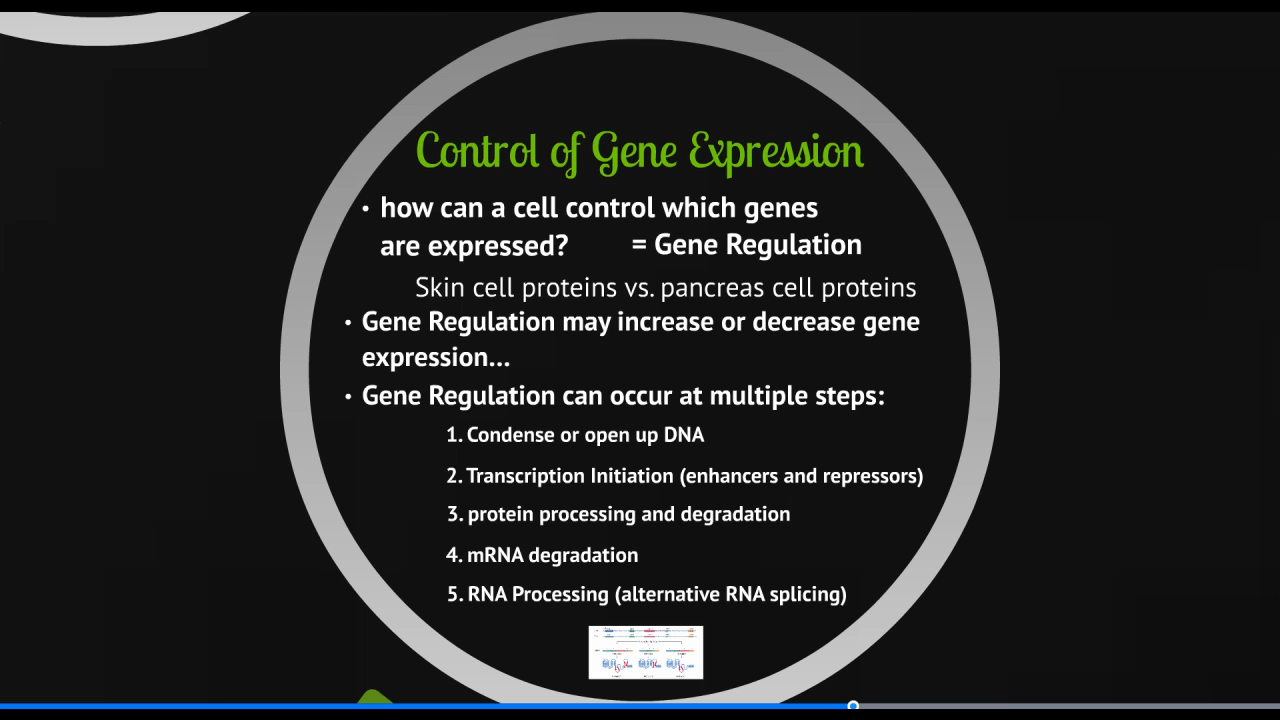 Control of Gene Expression
• how can a cell control which genes
are expressed? = Gene Regulation
Skin cell proteins vs. pancreas cell proteins
• Gene Regulation may increase or decrease gene
expression...
• Gene Regulation can occur at multiple steps:
1. Condense or open up DNA
2. Transcription Initiation (enhancers and repressors)
3. protein processing and degradation
4. mRNA degradation
5. RNA Processing (alternative RNA splicing)